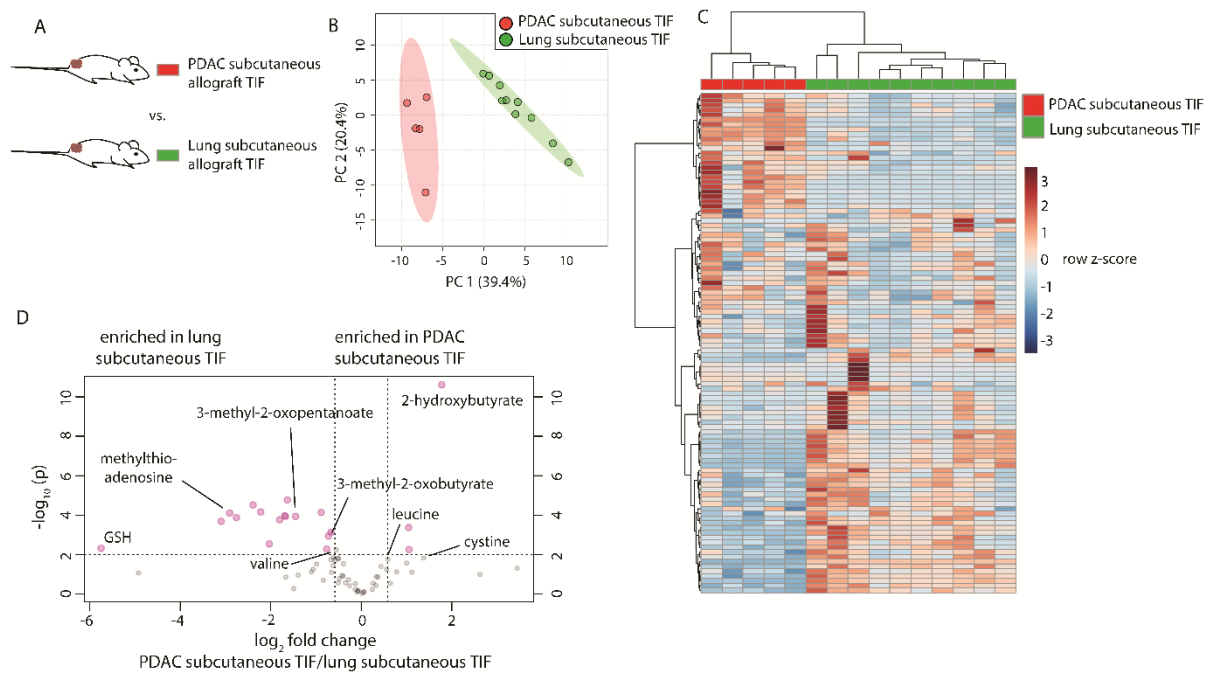 A
PDAC subcutaneous
allograft TIF
vs.
Lung subcutaneous
allograft TIF
B
PDAC subcutaneous TIF
Lung subcutaneous TIF
10
5
0
-5
-10
-15
PC 2 (20.4%)
-10
-5
0
5
10
PC 1 (39.4%)
C
PDAC subcutaneous TIF
Lung subcutaneous TIF
3
2
1
0
-1
-2
-3
row z-score
D
enriched in lung
subcutaneous TIF
enriched in PDAC
subcutaneous TIF
10
8
6
4
2
0
-log10 (p)
10
8
6
4
2
0
2-hydroxybutyrate
3-methyl-2-oxopentanoate
methylthio-
adenosine
3-methyl-2-oxobutyrate
leucine
GSH
cystine
valine
-6
-4
-2
0
2
log2 fold change
PDAC subcutaneous TIF/lung subcutaneous TIF